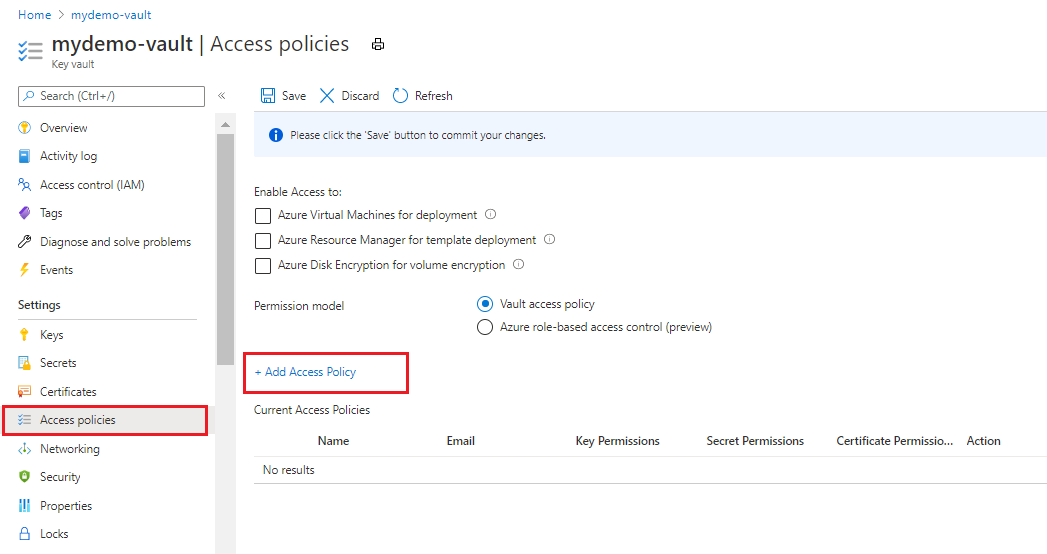 Home > mydemo-vault
mydemo-vault | Access policies
Key vault
Search (Ctrl+/)
«
Overview
Activity log
Access control (IAM)
Tags
Diagnose and solve problems
Events
Settings
Keys
Secrets
Certificates
Access policies
Networking
Security
Properties
Locks
Save Discard Refresh
Please click the 'Save' button to commit your changes.
Enable Access to:
Azure Virtual Machines for deployment
Azure Resource Manager for template deployment
Azure Disk Encryption for volume encryption
Permission model
Vault access policy
Azure role-based access control (preview)
+ Add Access Policy
Current Access Policies
Name Email Key Permissions Secret Permissions Certificate Permissio... Action
No results